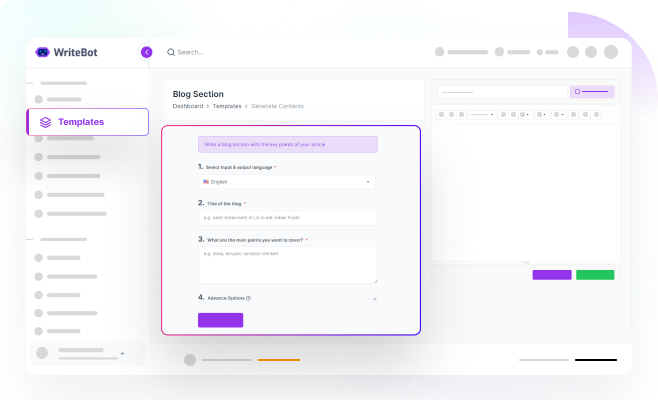 WriteBot
Search...
Templates
Blog Section
Dashboard > Templates > Generate Contents
Write a blog section with the key points of your article
1. Select input & output language *
English
2. Title of the blog *
e.g. best restaurants in LA to eat indian foods
3. What are the main points you want to cover? *
e.g. dosa, biriyani, tandoori chicken
4. Advance Options